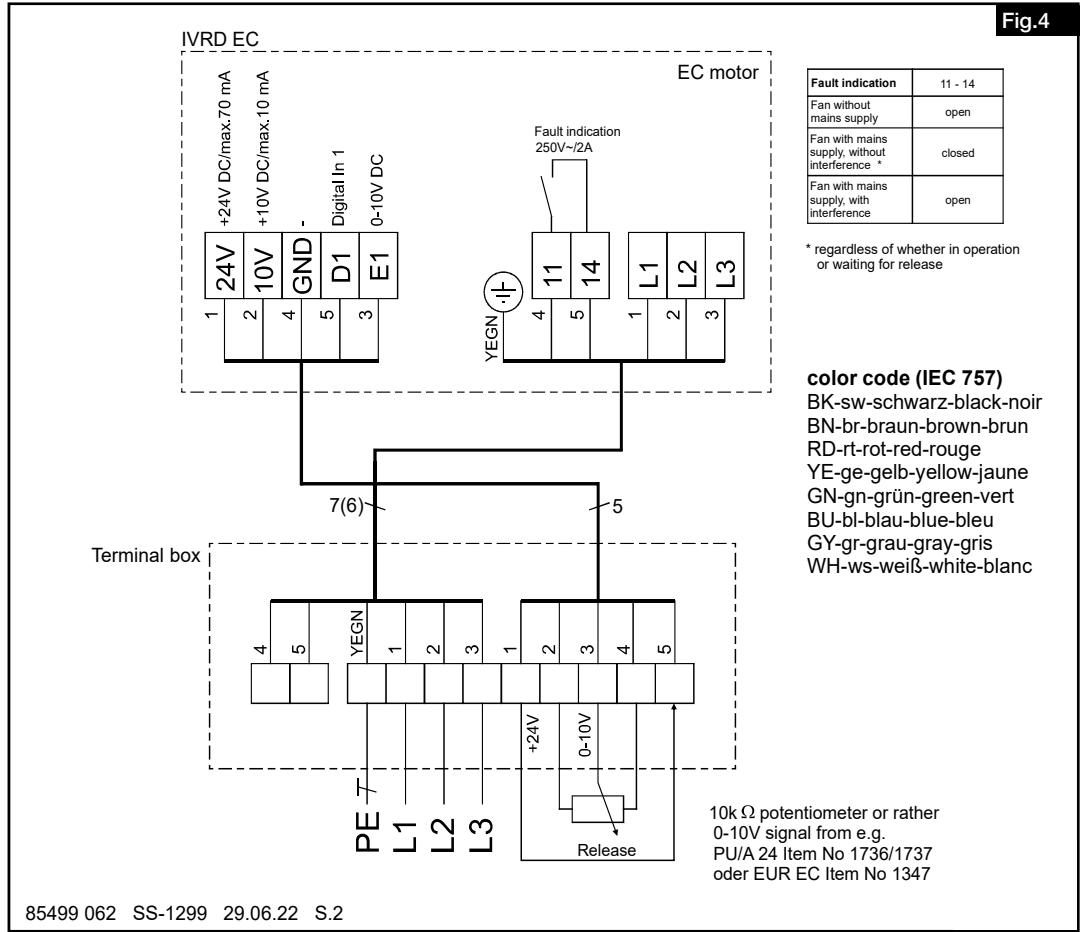 Fig.4
IVRD EC
EC motor
+24V DC/max.70 mA
+10V DC/max.10 mA
-
Digital In 1
0-10V DC
24V
10V
GND
D1
E1
1
2
4
5
3
Fault indication
250V~/2A
11
14
L1
L2
L3
YEGN
4
5
1
2
3
Fault indication 11 - 14
Fan without
mains supply
open
Fan with mains
supply, without
interference *
closed
Fan with mains
supply, with
interference
open
* regardless of whether in operation
or waiting for release
color code (IEC 757)
BK-sw-schwarz-black-noir
BN-br-braun-brown-brun
RD-rt-rot-red-rouge
YE-ge-gelb-yellow-jaune
GN-gn-grün-green-vert
BU-bl-blau-blue-bleu
GY-gr-grau-gray-gris
WH-ws-weiß-white-blanc
7(6)
5
Terminal box
4
5
YEGN
1
2
3
1
2
3
4
5
+24V
0-10V
PE
L1
L2
L3
Release
10k Ω potentiometer or rather
0-10V signal from e.g.
PU/A 24 Item No 1736/1737
oder EUR EC Item No 1347
85499 062 SS-1299 29.06.22 S.2